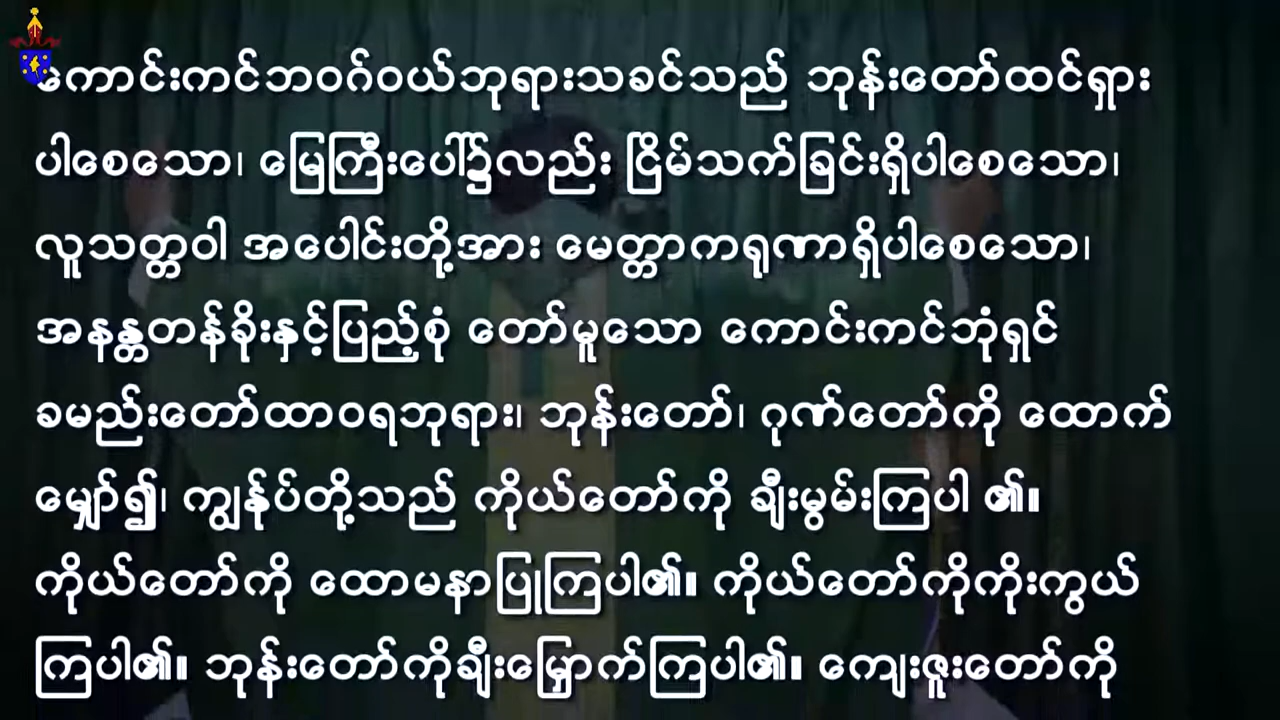 ကောင်းကင်ဘဝဂ်ဝယ်ဘုရားသခင်သည် ဘုန်းတော်ထင်ရှား
ပါစေသော၊ မြေကြီးပေါ်၌လည်း ငြိမ်သက်ခြင်းရှိပါစေသော၊
လူသတ္တဝါ အပေါင်းတို့အား မေတ္တာကရုဏာရှိပါစေသော၊
အနန္တတန်ခိုးနှင့်ပြည့်စုံ တော်မူသော ကောင်းကင်ဘုံရှင်
ခမည်းတော်ထာဝရဘုရား၊ ဘုန်းတော်၊ ဂုဏ်တော်ကို ထောက်
မျှော်၍၊ ကျွန်ုပ်တို့သည် ကိုယ်တော်ကို ချီးမွမ်းကြပါ ၏။
ကိုယ်တော်ကို ထောမနာပြုကြပါ၏။ ကိုယ်တော်ကိုကိုးကွယ်
ကြပါ၏။ ဘုန်းတော်ကိုချီးမြှောက်ကြပါ၏။ ကျေးဇူးတော်ကို